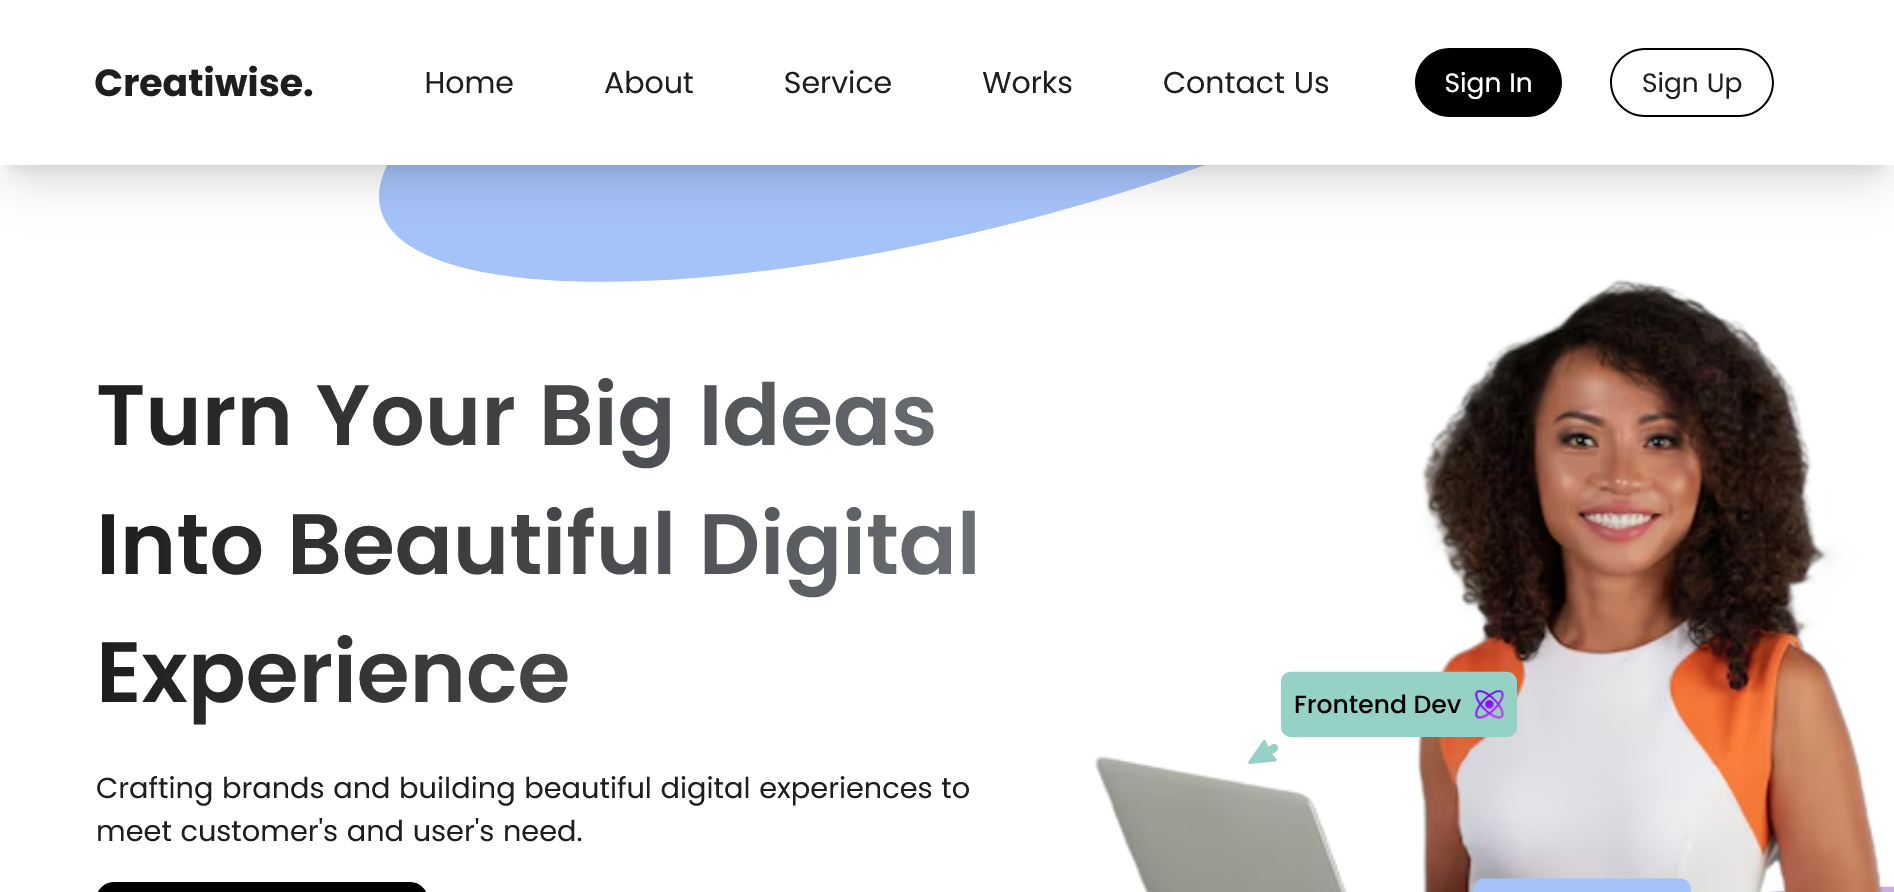 Creatiwise.
Home
About
Service
Works
Contact Us
Sign In
Sign Up
Turn Your Big Ideas
Into Beautiful Digital
Experience
Frontend Dev
Crafting brands and building beautiful digital experiences to
meet customer's and user's need.